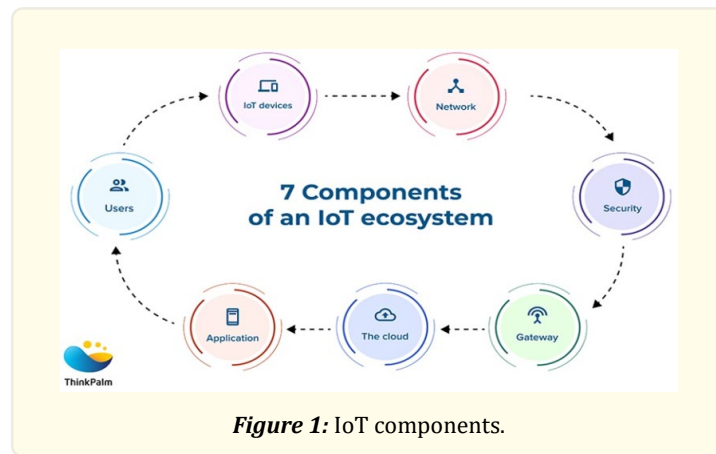 IoT devices
Network
Users
7 Components
of an IoT ecosystem
Security
Application
The cloud
Gateway
ThinkPalm
Figure 1: IoT components.